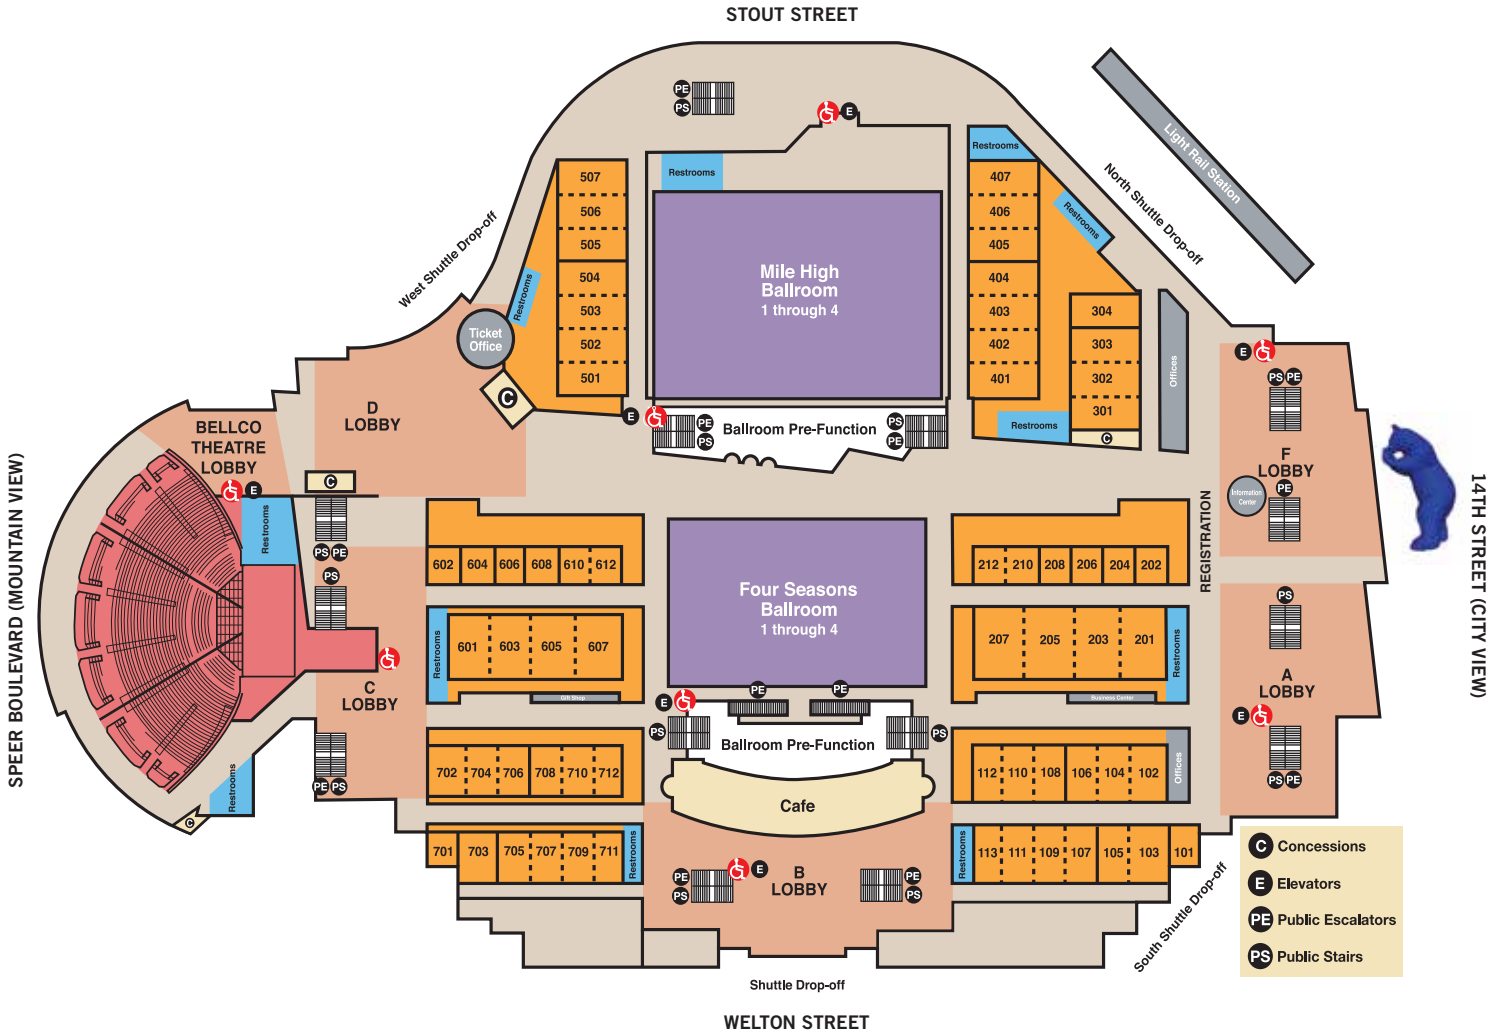 STOUT STREET
PE
PS
E
Restrooms
Restrooms
Light Rail Station
North Shuttle Drop-off
Restrooms
507
506
505
504
503
502
501
Restrooms
West Shuttle Drop-off
Mile High
Ballroom
1 through 4
407
406
405
404
403
402
401
304
303
302
301
C
Restrooms
Offices
Ticket
Office
C
D
LOBBY
E
PE
PS
Ballroom Pre-Function
PS
PE
E
PS PE
F
LOBBY
PE
Information
Center
BELLCO
THEATRE
LOBBY
E
C
Restrooms
PS PE
PS
REGISTRATION
14TH STREET (CITY VIEW)
SPEER BOULEVARD (MOUNTAIN VIEW)
602 604 606 608 610 612
Four Seasons
Ballroom
1 through 4
212 210 208 206 204 202
Restrooms
601 603 605 607
Gift Shop
207 205 203 201
Restrooms
Business Center
PS
A
LOBBY
E
PS PE
C
LOBBY
PE PS
Restrooms
C
E
PE
PE
PS
PS
Ballroom Pre-Function
Cafe
702 704 706 708 710 712
112 110 108 106 104 102
Offices
701 703 705 707 709 711
Restrooms
Restrooms
113 111 109 107 105 103 101
PE
PS
E
B
LOBBY
PE
PS
South Shuttle Drop-off
C Concessions
E Elevators
PE Public Escalators
PS Public Stairs
Shuttle Drop-off
WELTON STREET